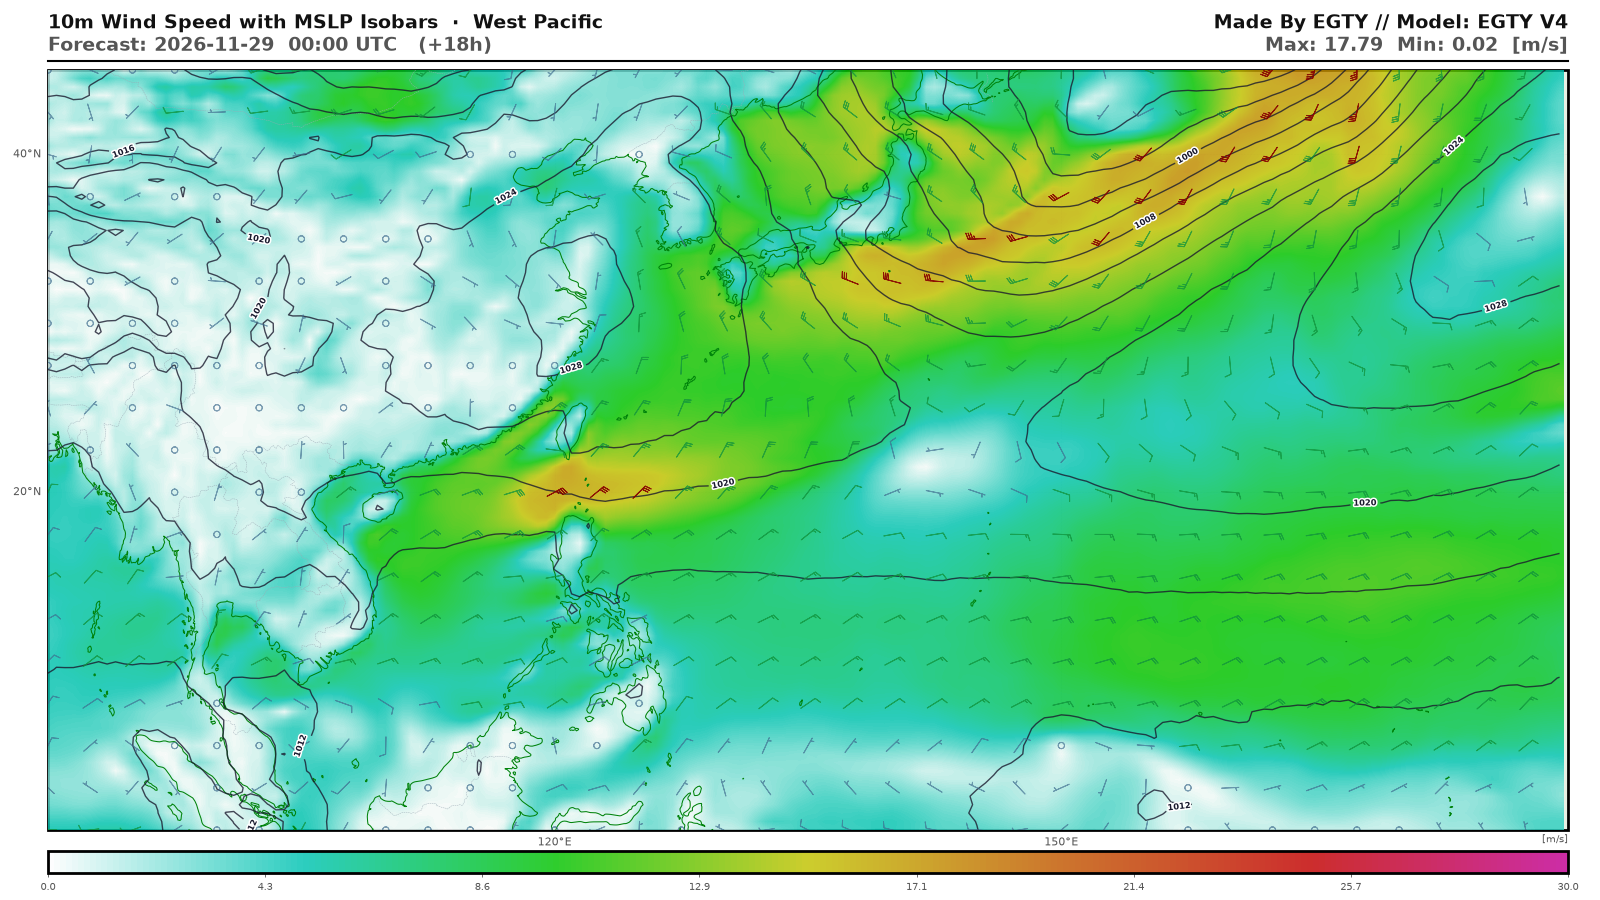 10m Wind Speed with MSLP Isobars · West Pacific
Made By EGTY // Model: EGTY V4
Forecast: 2026-11-29 00:00 UTC (+18h)
Max: 17.79 Min: 0.02 [m/s]
1016
1000
1024
40°N
1024
1008
1020
1020
1028
1028
1020
1020
20°N
1012
1012
12
120°E
150°E
[m/s]
0.0
4.3
8.6
12.9
17.1
21.4
25.7
30.0